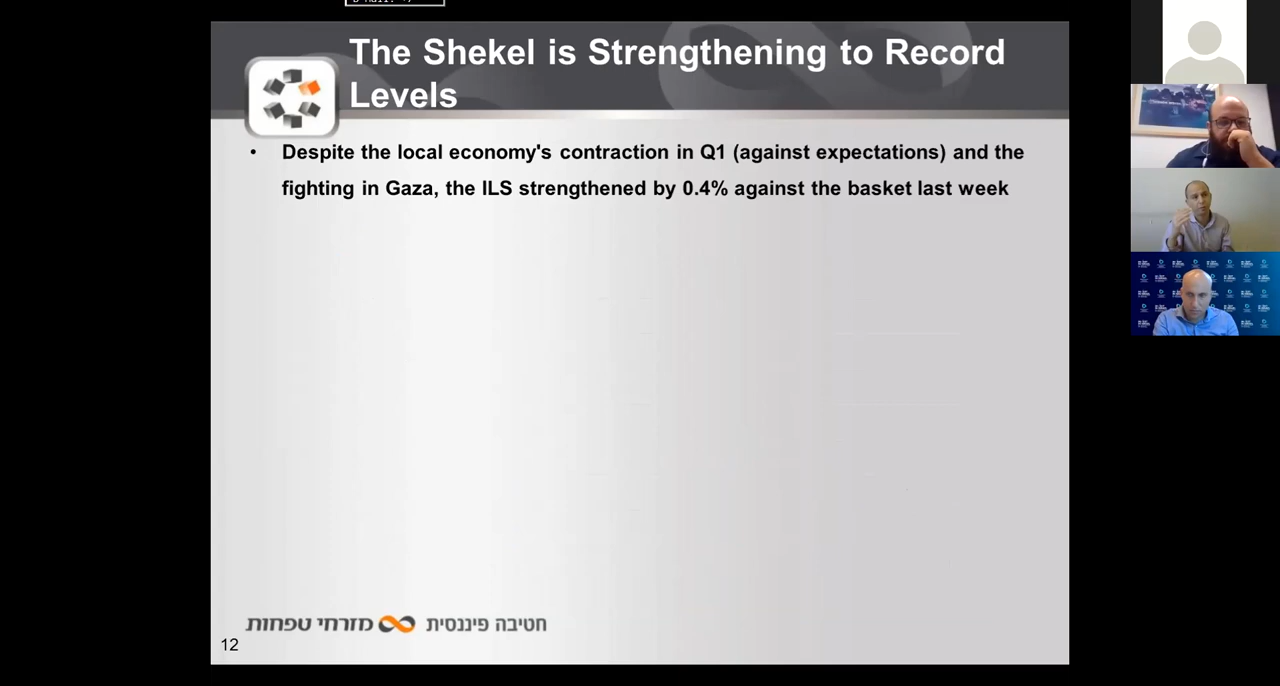 The Shekel is Strengthening to Record
Levels
• Despite the local economy's contraction in Q1 (against expectations) and the
fighting in Gaza, the ILS strengthened by 0.4% against the basket last week
מזרחי טפחות חטיבה פיננסית
12